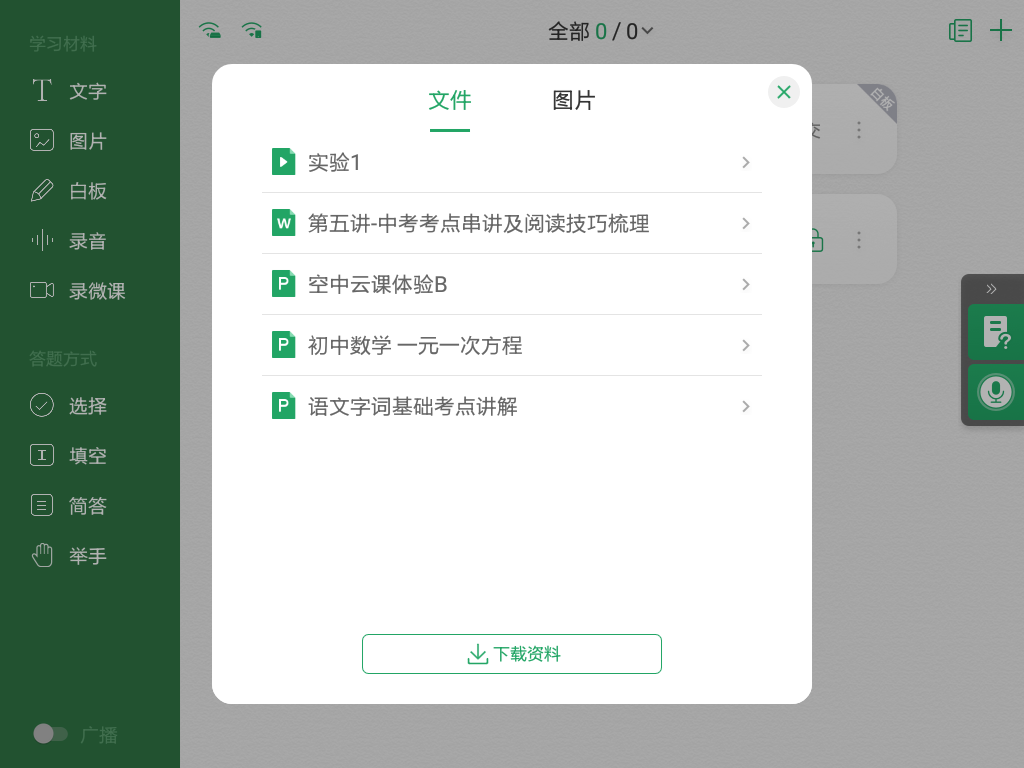 学习材料
文字
图片
白板
录音
录微课
答题方式
选择
填空
简答
举手
广播
全部 0 / 0
白板
交
文件
图片
实验1
第五讲-中考考点串讲及阅读技巧梳理
空中云课体验B
初中数学 一元一次方程
语文字词基础考点讲解
下载资料